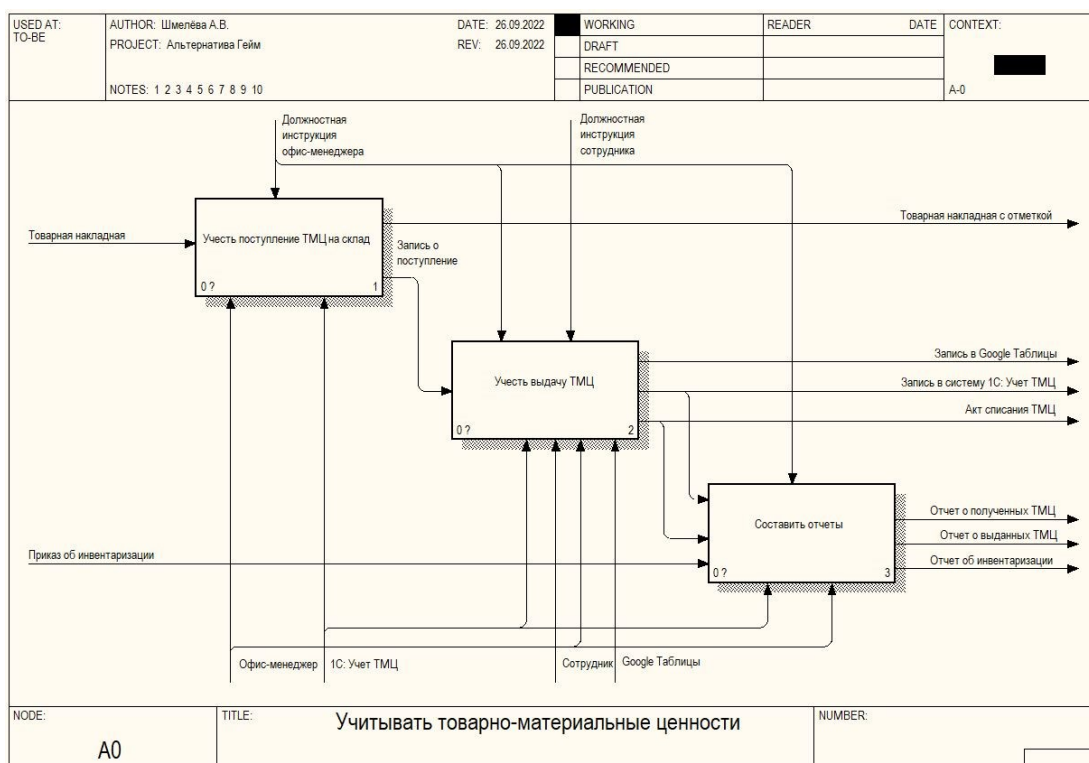 USED AT:
TO-BE
AUTHOR: Шмелёва А.В.
DATE: 26.09.2022
PROJECT: Альтернатива Гейм
REV: 26.09.2022
NOTES: 1 2 3 4 5 6 7 8 9 10
WORKING
DRAFT
RECOMMENDED
PUBLICATION
READER
DATE
CONTEXT:
A-0
Должностная
инструкция
офис-менеджера
Должностная
инструкция
сотрудника
Товарная накладная
Учесть поступление ТМЦ на склад
0 ?
1
Товарная накладная с отметкой
Запись о
поступление
Учесть выдачу ТМЦ
0 ?
2
Запись в Google Таблицы
Запись в систему 1С: Учет ТМЦ
Акт списания ТМЦ
Приказ об инвентаризации
Составить отчеты
0 ?
3
Отчет о полученных ТМЦ
Отчет о выданных ТМЦ
Отчет об инвентаризации
Офис-менеджер
1С: Учет ТМЦ
Сотрудник
Google Таблицы
NODE:
A0
TITLE:
Учитывать товарно-материальные ценности
NUMBER: